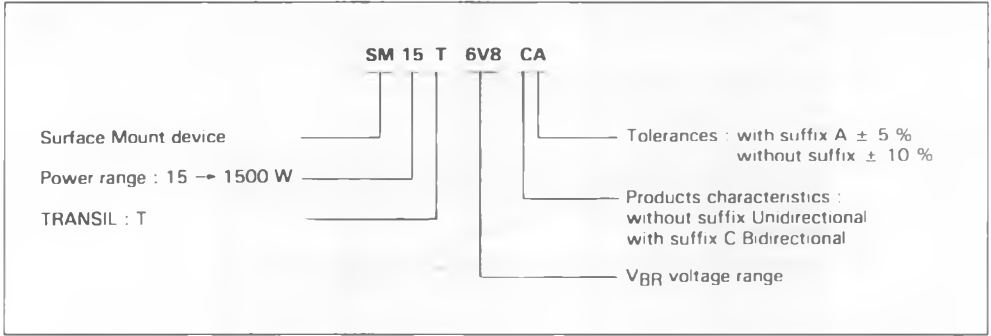 SM 15 T 6V8 CA
Surface Mount device
Power range : 15 → 1500 W
TRANSIL : T
Tolerances : with suffix A ± 5 %
without suffix ± 10 %
Products characteristics :
without suffix Unidirectional
with suffix C Bidirectional
VBR voltage range